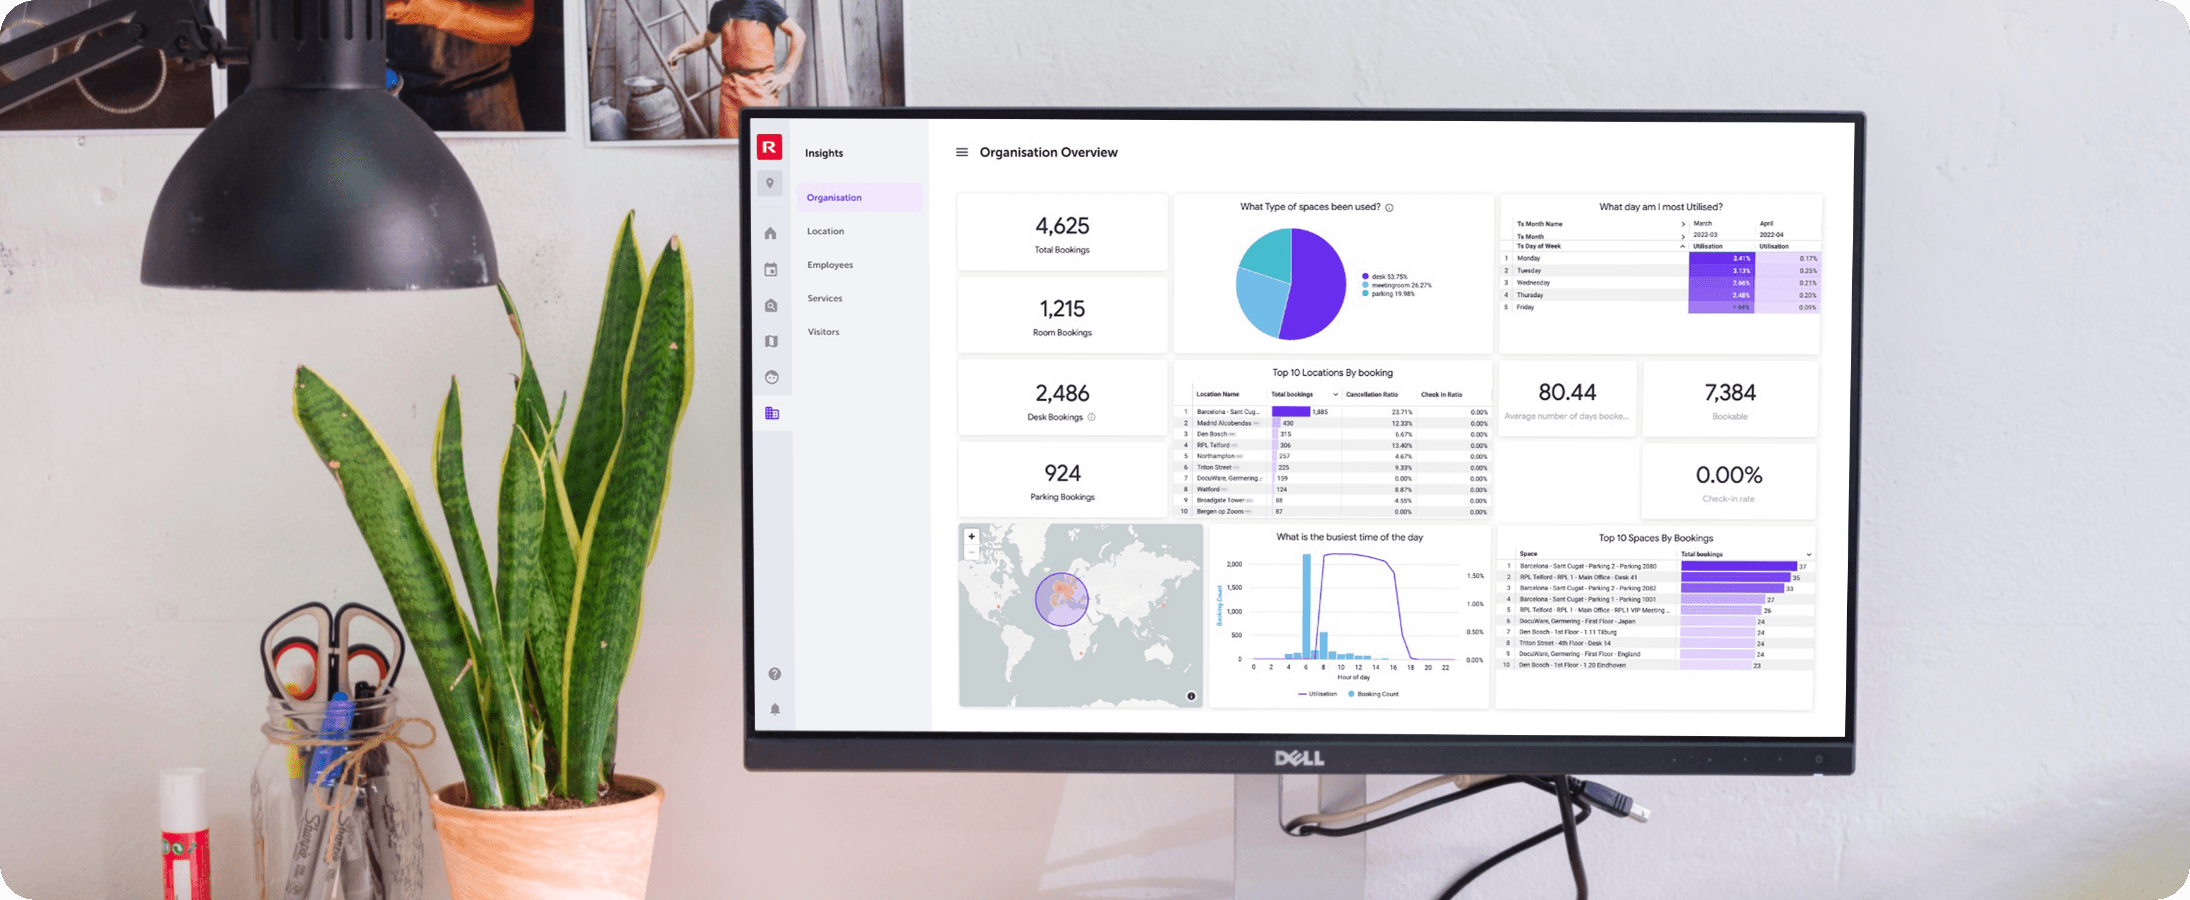 R
Insights
Organisation
Location
Employees
Services
Visitors
Organisation Overview
4,625
Total Bookings
1,215
Room Bookings
2,486
Desk Bookings
924
Parking Bookings
What Type of spaces been used?
desk 53.75%
meetingroom 26.27%
parking 19.98%
What day am I most Utilised?
Ts Month Name March April
Ts Month 2022-03 2022-04
Ts Day of Week Utilisation Utilisation
1 Monday 3.41% 0.17%
2 Tuesday 3.13% 0.25%
3 Wednesday 2.66% 0.21%
4 Thursday 2.48% 0.20%
5 Friday 1.94% 0.09%
Top 10 Locations By booking
Location Name Total bookings Cancellation Ratio Check In Ratio
1 Barcelona - Sant Cug... 1,885 23.71% 0.00%
2 Madrid Alcobendas 430 12.33% 0.00%
3 Den Bosch 315 6.67% 0.00%
4 RPL Telford 306 13.40% 0.00%
5 Northampton 257 4.67% 0.00%
6 Triton Street 225 9.33% 0.00%
7 DocuWare, Germering... 159 0.00% 0.00%
8 Watford 124 8.87% 0.00%
9 Broadgate Tower 88 4.55% 0.00%
10 Bergen op Zoom 87 0.00% 0.00%
80.44
Average number of days booke...
7,384
Bookable
0.00%
Check-in rate
+
−
What is the busiest time of the day
Booking Count
2,000
1,500
1,000
500
0
1.50%
1.00%
0.50%
0.00%
0 2 4 6 8 10 12 14 16 18 20 22
Hour of day
Utilisation Booking Count
Top 10 Spaces By Bookings
Space Total bookings
1 Barcelona - Sant Cugat - Parking 2 - Parking 2080 37
2 RPL Telford - RPL 1 - Main Office - Desk 41 35
3 Barcelona - Sant Cugat - Parking 2 - Parking 2082 33
4 Barcelona - Sant Cugat - Parking 1 - Parking 1001 27
5 RPL Telford - RPL 1 - Main Office - RPL1 VIP Meeting ... 26
6 DocuWare, Germering - First Floor - Japan 24
7 Den Bosch - 1st Floor - 1.11 Tilburg 24
8 Triton Street - 4th Floor - Desk 14 24
9 DocuWare, Germering - First Floor - England 24
10 Den Bosch - 1st Floor - 1.20 Eindhoven 23
DELL
Sharpie
Sharpie